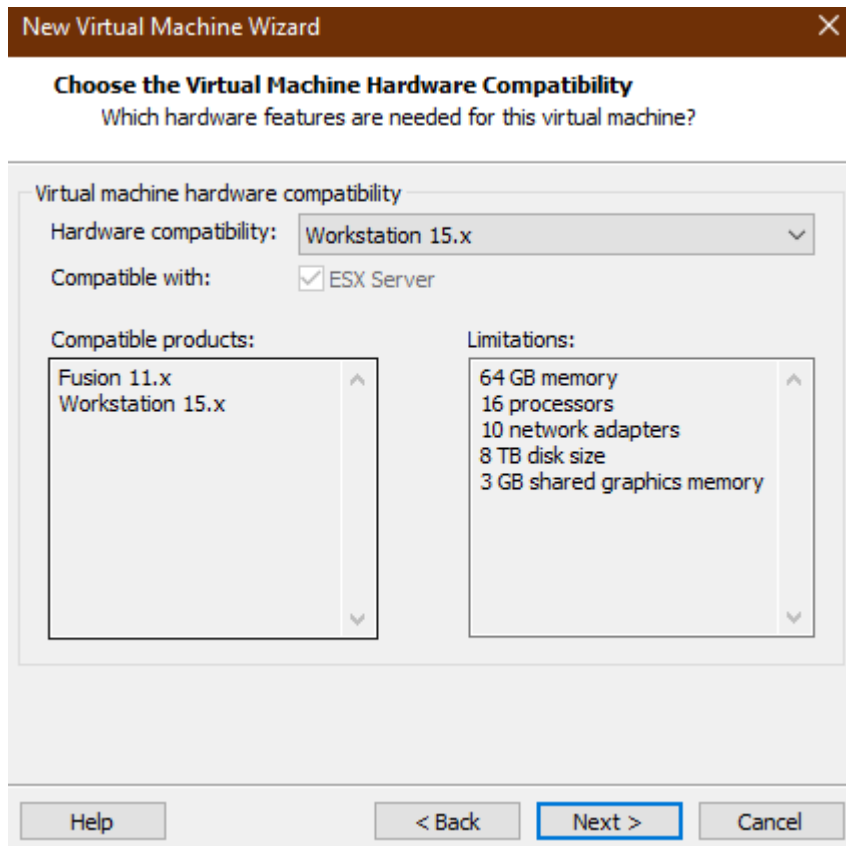 New Virtual Machine Wizard
Choose the Virtual Machine Hardware Compatibility
Which hardware features are needed for this virtual machine?
Virtual machine hardware compatibility
Hardware compatibility: Workstation 15.x
Compatible with: ESX Server
Compatible products:
Fusion 11.x
Workstation 15.x
Limitations:
64 GB memory
16 processors
10 network adapters
8 TB disk size
3 GB shared graphics memory
Help < Back Next > Cancel